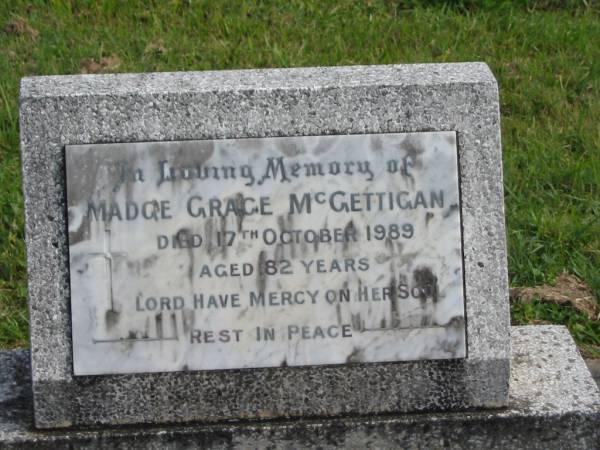 In Loving Memory of
MADGE GRACE McGETTIGAN
DIED 17TH OCTOBER 1989
AGED 82 YEARS
LORD HAVE MERCY ON HER SOUL
REST IN PEACE